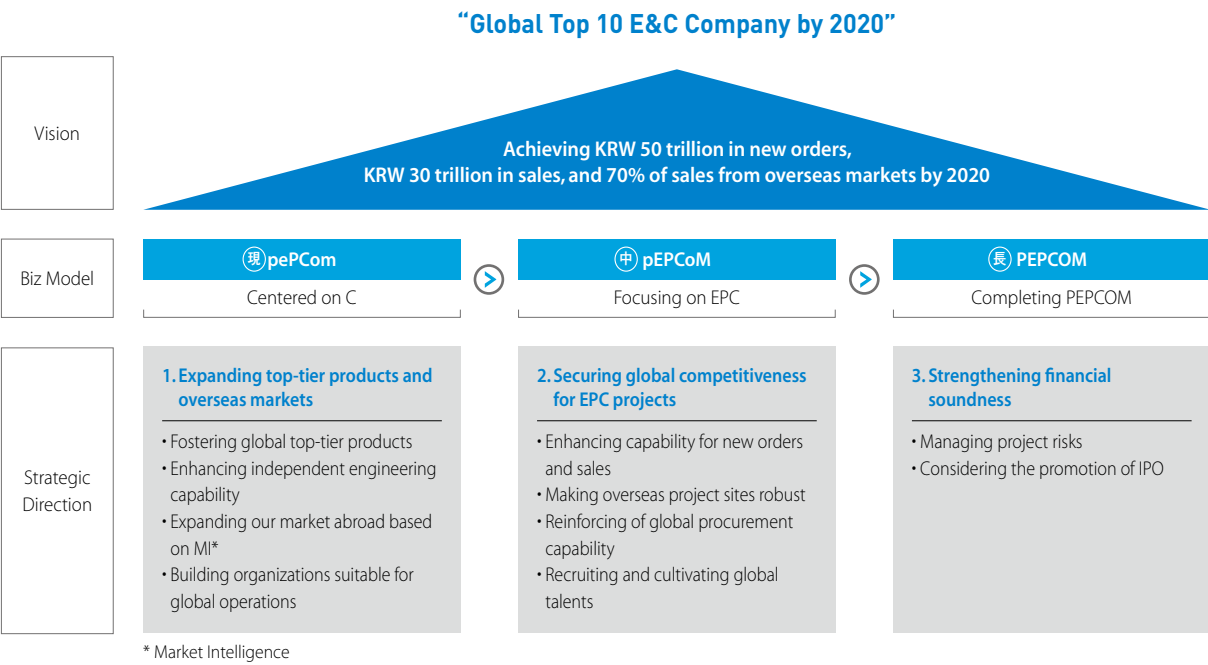 “Global Top 10 E&C Company by 2020”
Vision
Achieving KRW 50 trillion in new orders,
KRW 30 trillion in sales, and 70% of sales from overseas markets by 2020
Biz Model
現 pePCom
Centered on C
中 pEPCoM
Focusing on EPC
長 PEPCOM
Completing PEPCOM
Strategic
Direction
1. Expanding top-tier products and
overseas markets
• Fostering global top-tier products
• Enhancing independent engineering
capability
• Expanding our market abroad based
on MI*
• Building organizations suitable for
global operations
2. Securing global competitiveness
for EPC projects
• Enhancing capability for new orders
and sales
• Making overseas project sites robust
• Reinforcing of global procurement
capability
• Recruiting and cultivating global
talents
3. Strengthening financial
soundness
• Managing project risks
• Considering the promotion of IPO
* Market Intelligence